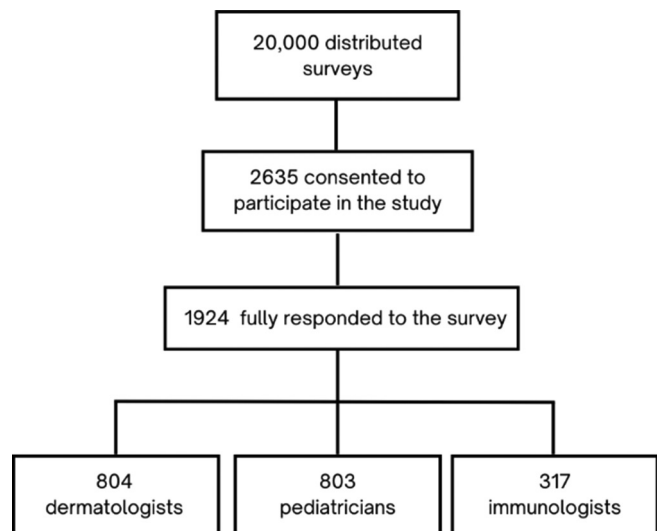 20,000 distributed
surveys
2635 consented to
participate in the study
1924 fully responded to the survey
804
dermatologists
803
pediatricians
317
immunologists